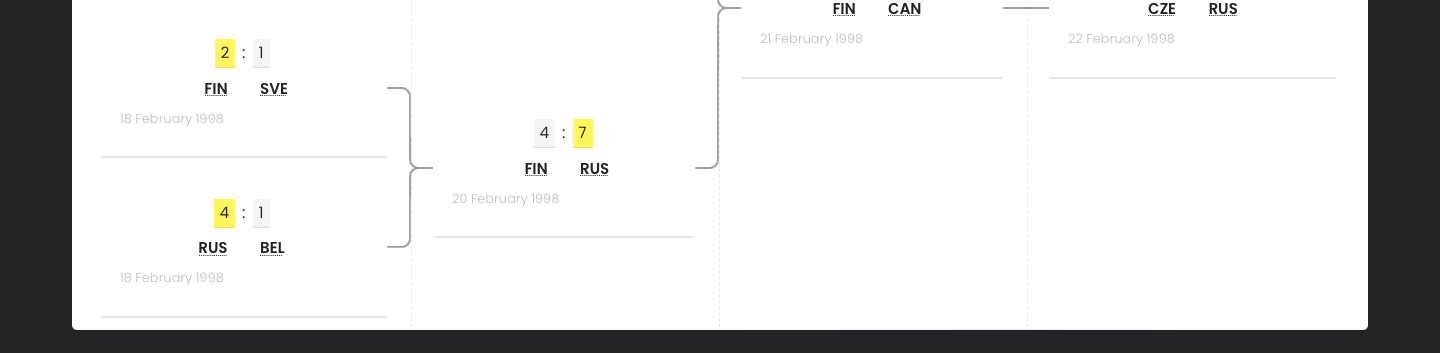 FIN CAN
21 February 1998
CZE RUS
22 February 1998
2 : 1
FIN SVE
18 February 1998
4 : 7
FIN RUS
20 February 1998
4 : 1
RUS BEL
18 February 1998